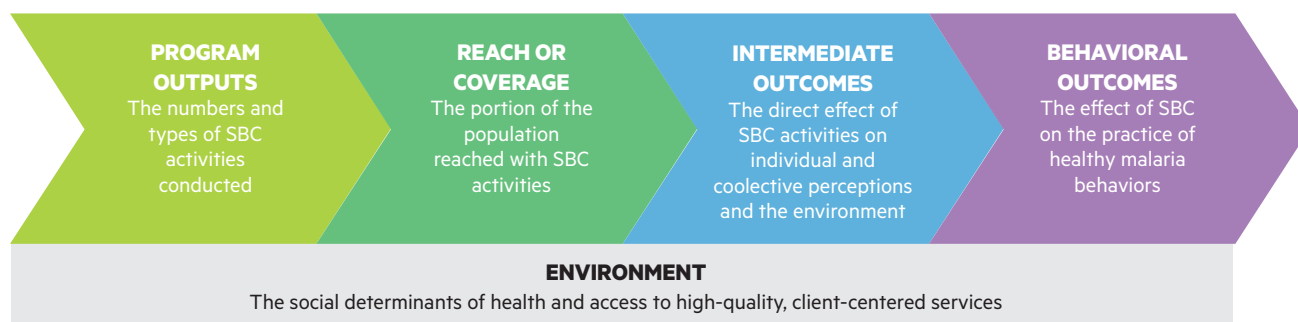 PROGRAM
OUTPUTS
The numbers and
types of SBC
activities
conducted
REACH OR
COVERAGE
The portion of the
population
reached with SBC
activities
INTERMEDIATE
OUTCOMES
The direct effect of
SBC activities on
individual and
coolective perceptions
and the environment
BEHAVIORAL
OUTCOMES
The effect of SBC
on the practice of
healthy malaria
behaviors
ENVIRONMENT
The social determinants of health and access to high-quality, client-centered services